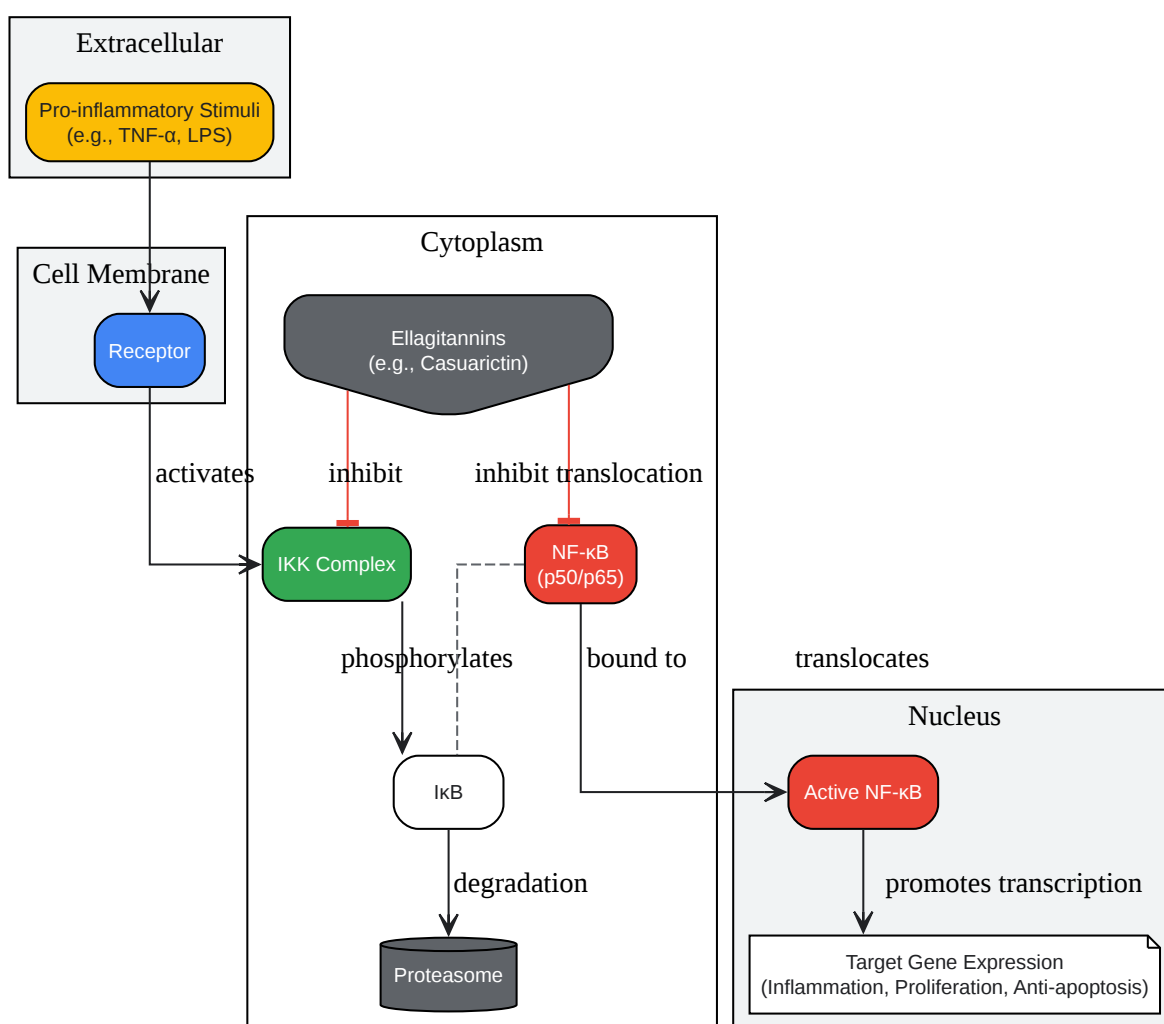 Extracellular
Pro-inflammatory Stimuli
(e.g., TNF-α, LPS)
Cell Membrane
Receptor
Cytoplasm
Ellagitannins
(e.g., Casuarictin)
activates
inhibit
inhibit translocation
IKK Complex
NF-κB
(p50/p65)
phosphorylates
bound to
translocates
IκB
degradation
Proteasome
Nucleus
Active NF-κB
promotes transcription
Target Gene Expression
(Inflammation, Proliferation, Anti-apoptosis)